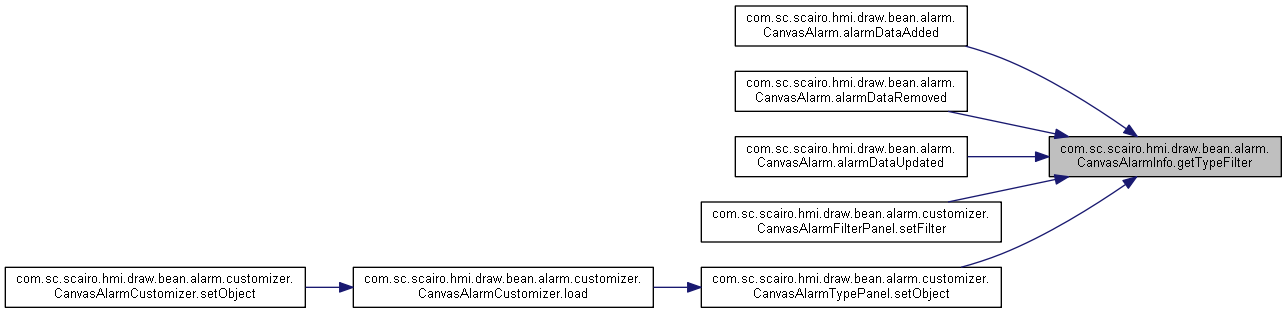 com.sc.scairo.hmi.draw.bean.alarm.
CanvasAlarm.alarmDataAdded
com.sc.scairo.hmi.draw.bean.alarm.
CanvasAlarm.alarmDataRemoved
com.sc.scairo.hmi.draw.bean.alarm.
CanvasAlarm.alarmDataUpdated
com.sc.scairo.hmi.draw.bean.alarm.
CanvasAlarmInfo.getTypeFilter
com.sc.scairo.hmi.draw.bean.alarm.customizer.
CanvasAlarmFilterPanel.setFilter
com.sc.scairo.hmi.draw.bean.alarm.customizer.
CanvasAlarmCustomizer.setObject
com.sc.scairo.hmi.draw.bean.alarm.customizer.
CanvasAlarmCustomizer.load
com.sc.scairo.hmi.draw.bean.alarm.customizer.
CanvasAlarmTypePanel.setObject